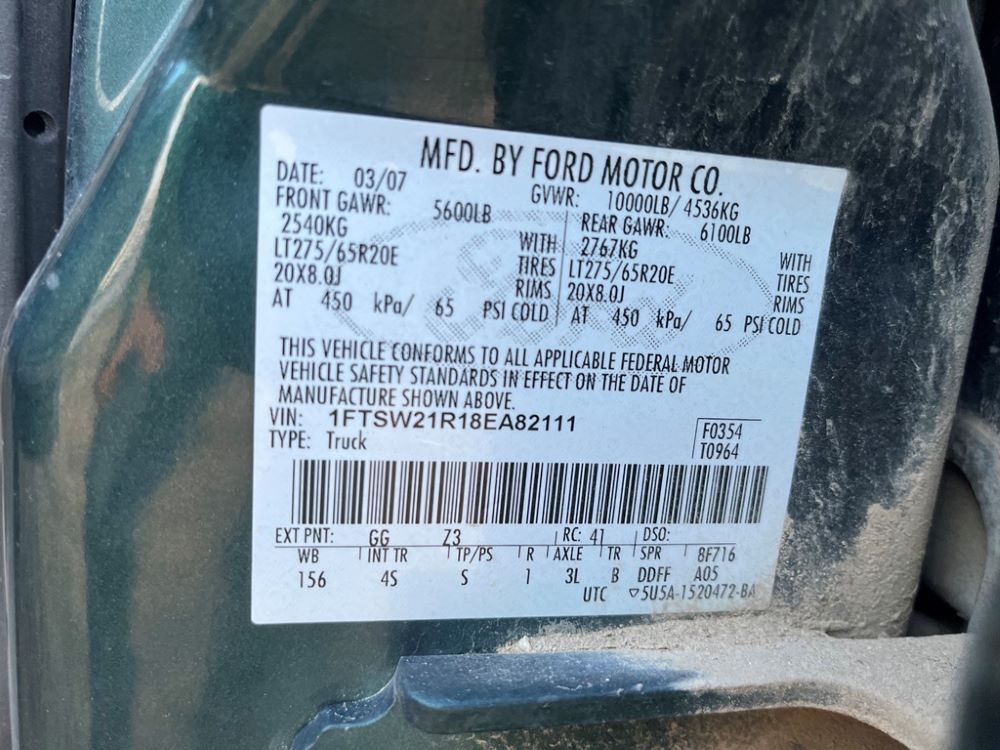 MFD. BY FORD MOTOR CO.
DATE: 03/07 GVWR: 10000LB/ 4536KG
FRONT GAWR: 5600LB REAR GAWR: 6100LB
2540KG WITH 2767KG WITH
LT275/65R20E TIRES LT275/65R20E TIRES
20X8.0J RIMS 20X8.0J RIMS
AT 450 kPa/ 65 PSI COLD AT 450 kPa/ 65 PSI COLD
THIS VEHICLE CONFORMS TO ALL APPLICABLE FEDERAL MOTOR
VEHICLE SAFETY STANDARDS IN EFFECT ON THE DATE OF
MANUFACTURE SHOWN ABOVE.
VIN: 1FTSW21R18EA82111
TYPE: Truck
F0354
T0964
EXT PNT: GG Z3 RC: 41 DSO:
WB INT TR TP/PS R AXLE TR SPR 8F716
156 4S S 1 3L B DDFF A05
UTC ▽5U5A-1520472-BA